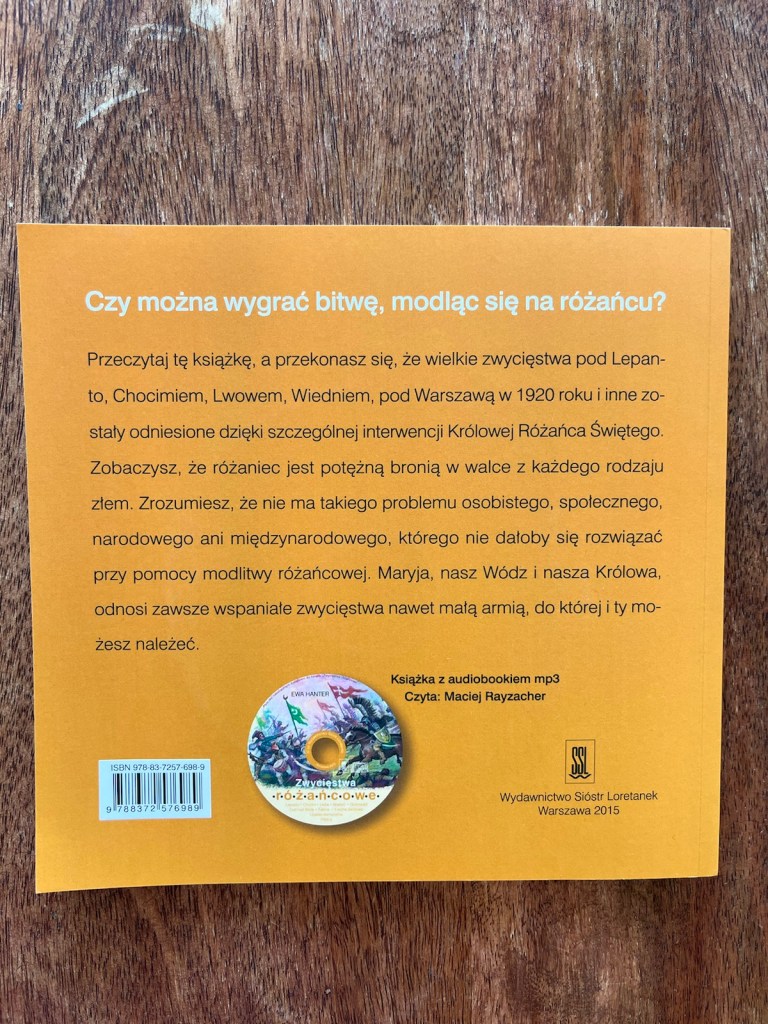 Czy można wygrać bitwę, modląc się na różańcu?
Przeczytaj tę książkę, a przekonasz się, że wielkie zwycięstwa pod Lepan-
to, Chocimiem, Lwowem, Wiedniem, pod Warszawą w 1920 roku i inne zo-
stały odniesione dzięki szczególnej interwencji Królowej Różańca Świętego.
Zobaczysz, że różaniec jest potężną bronią w walce z każdego rodzaju
złem. Zrozumiesz, że nie ma takiego problemu osobistego, społecznego,
narodowego ani międzynarodowego, którego nie dałoby się rozwiązać
przy pomocy modlitwy różańcowej. Maryja, nasz Wódz i nasza Królowa,
odnosi zawsze wspaniałe zwycięstwa nawet małą armią, do której i ty mo-
żesz należeć.
Książka z audiobookiem mp3
Czyta: Maciej Rayzacher
EWA HANTER
Zwycięstwa
r•ó•ż•a•ń•c•o•w•e
ISBN 978-83-7257-698-9
9 788372 576989
SSL
Wydawnictwo Sióstr Loretanek
Warszawa 2015